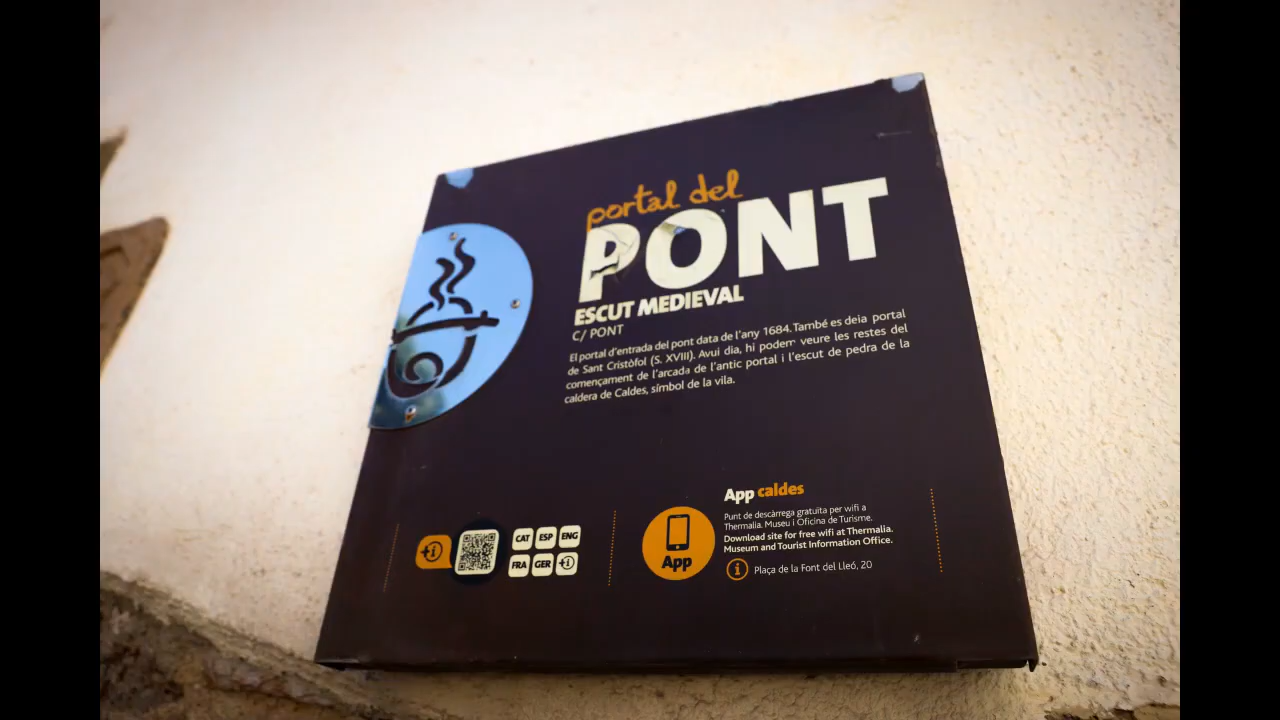 portal del
PONT
ESCUT MEDIEVAL
C/ PONT
El portal d'entrada del pont data de l'any 1684. També es deia portal
de Sant Cristòfol (S. XVIII). Avui dia, hi podem veure les restes del
començament de l'arcada de l'antic portal i l'escut de pedra de la
caldera de Caldes, símbol de la vila.
App caldes
Punt de descàrrega gratuïta per wifi a
Thermalia. Museu i Oficina de Turisme.
Download site for free wifi at Thermalia.
Museum and Tourist Information Office.
i Plaça de la Font del Lleó, 20
App
+i
CAT ESP ENG
FRA GER +i